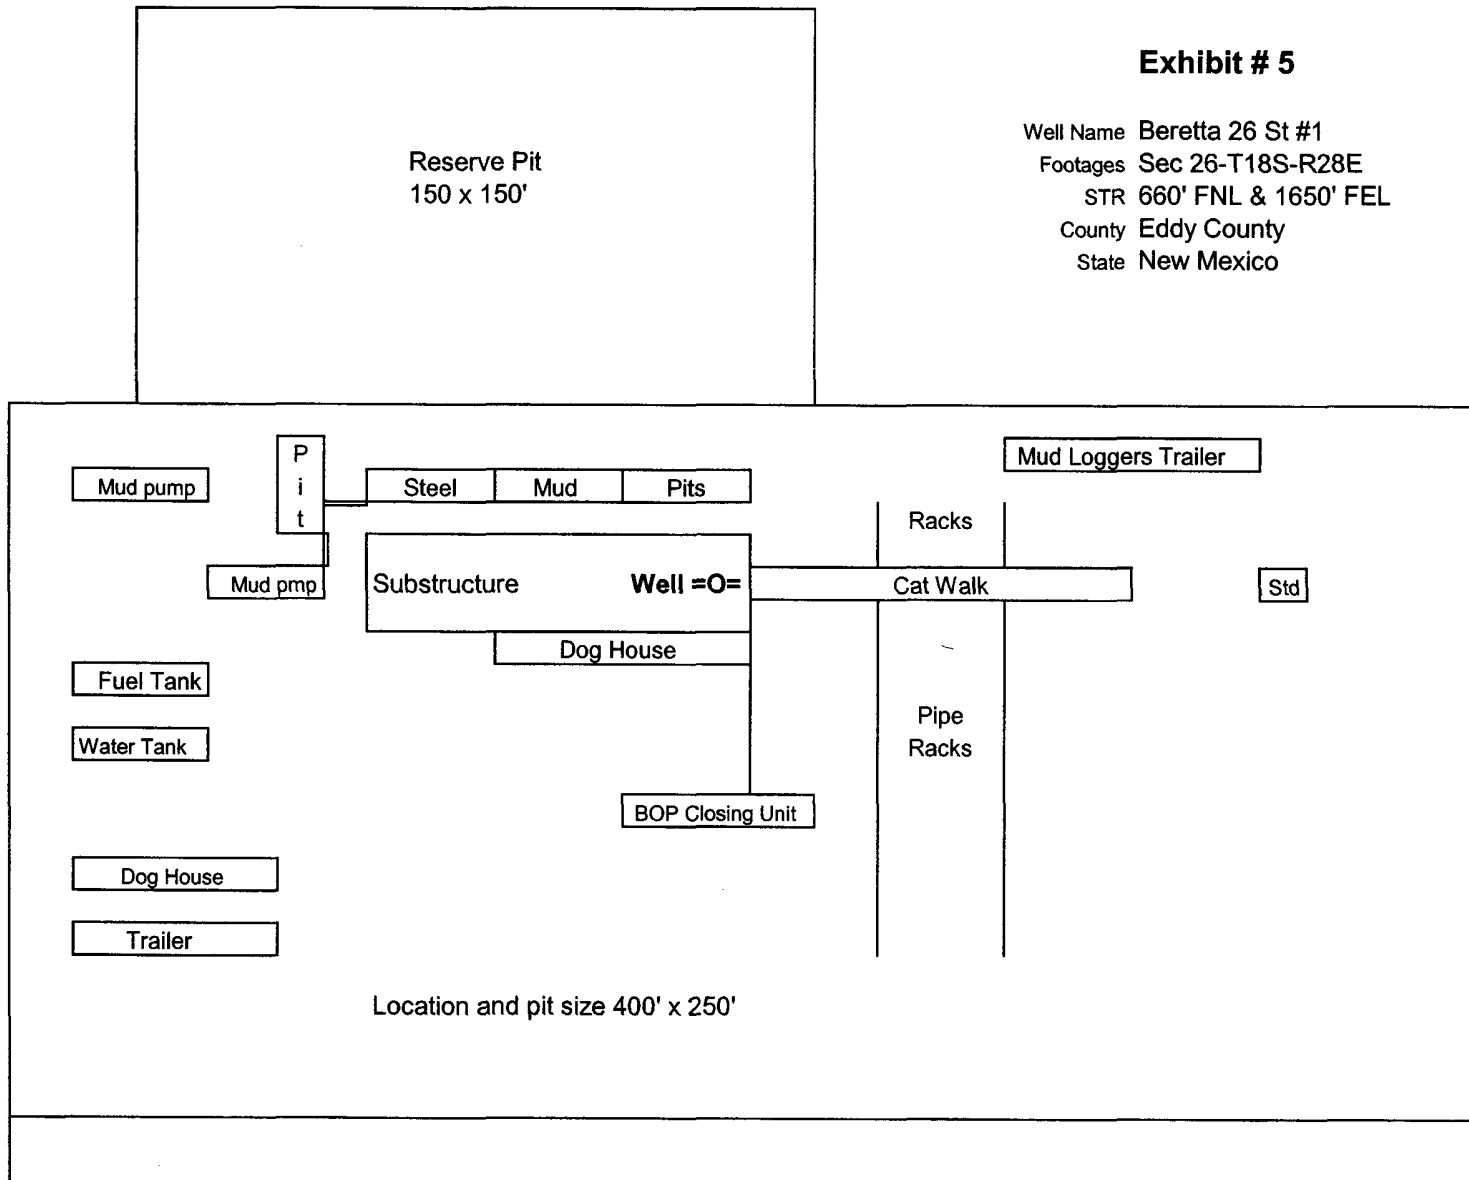 Exhibit # 5
Well Name Beretta 26 St #1
Footages Sec 26-T18S-R28E
STR 660' FNL & 1650' FEL
County Eddy County
State New Mexico
Reserve Pit
150 x 150'
Mud Loggers Trailer
P
i
t
Mud pump
Steel Mud Pits
Racks
Mud pmp
Substructure Well =O=
Cat Walk
Std
Dog House
Fuel Tank
Water Tank
Pipe
Racks
BOP Closing Unit
Dog House
Trailer
Location and pit size 400' x 250'